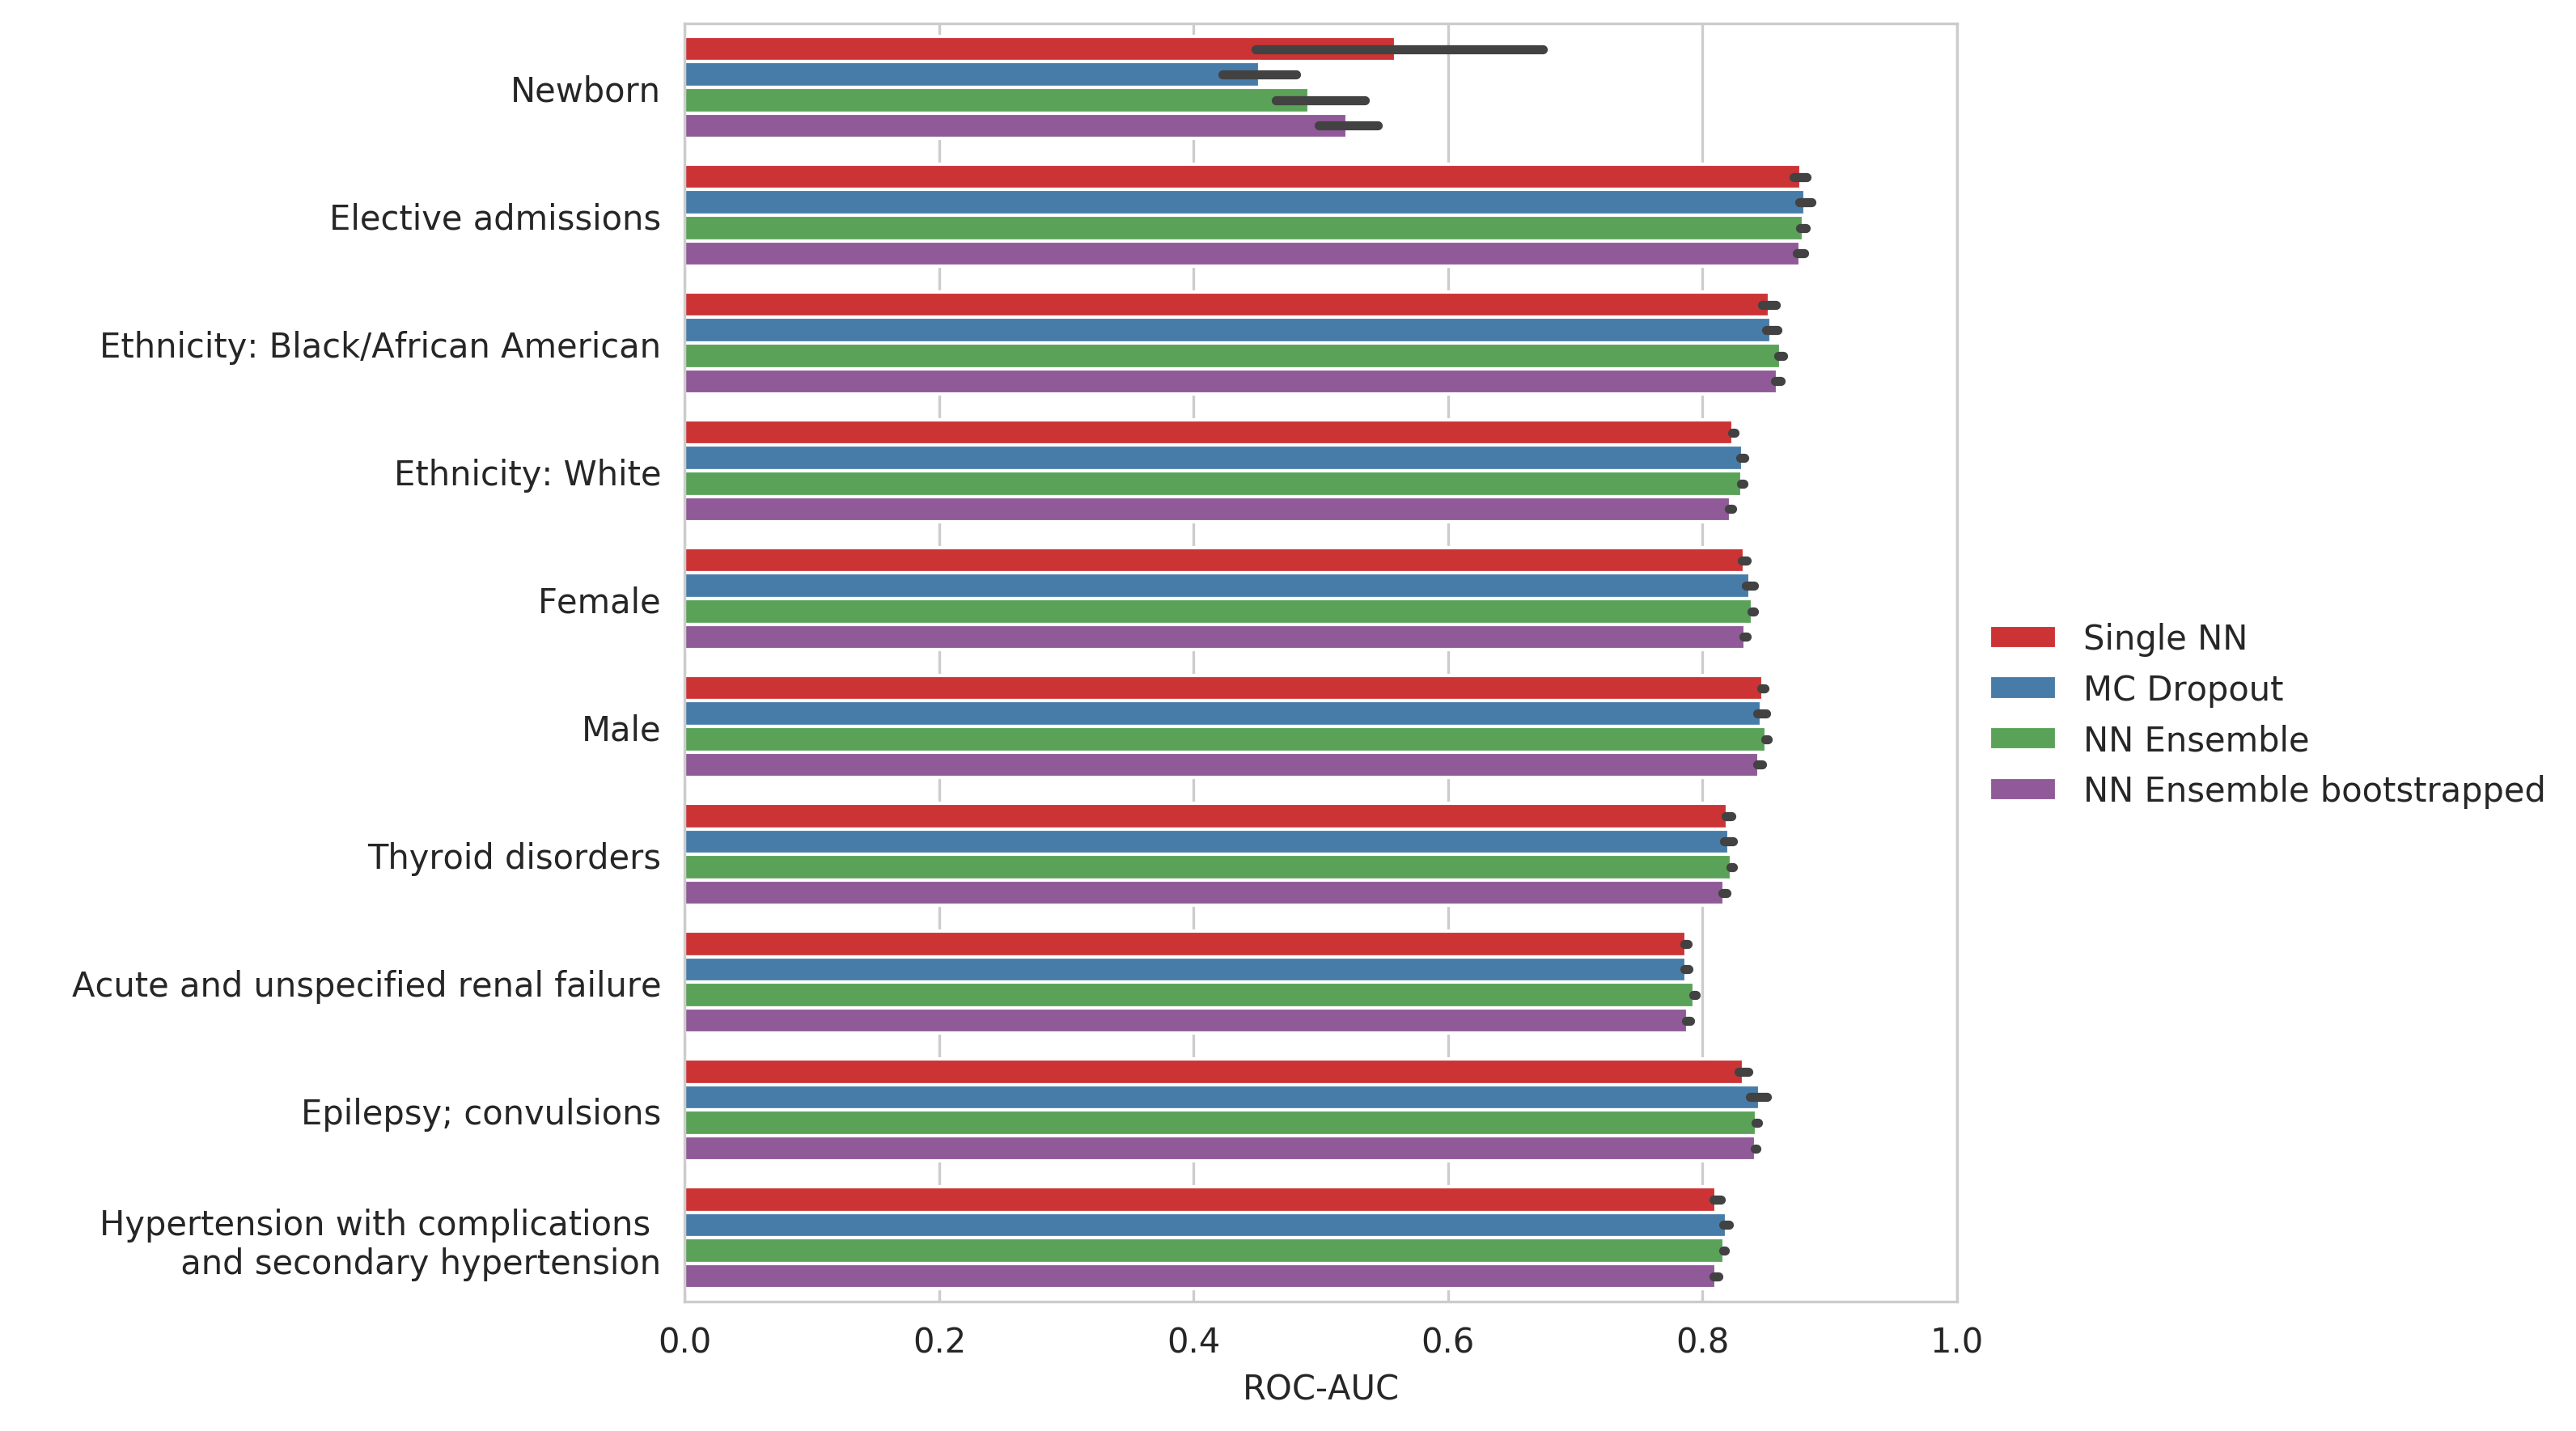 Newborn
Elective admissions
Ethnicity: Black/African American
Ethnicity: White
Female
Male
Thyroid disorders
Acute and unspecified renal failure
Epilepsy; convulsions
Hypertension with complications
and secondary hypertension
0.0 0.2 0.4 0.6 0.8 1.0
ROC-AUC
Single NN
MC Dropout
NN Ensemble
NN Ensemble bootstrapped